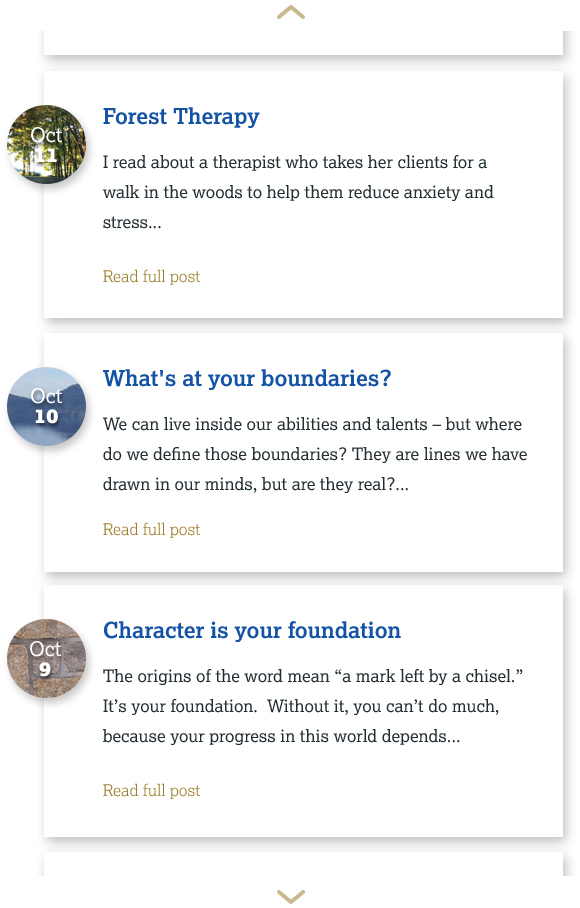 Oct
11
Forest Therapy
I read about a therapist who takes her clients for a
walk in the woods to help them reduce anxiety and
stress...
Read full post
Oct
10
What's at your boundaries?
We can live inside our abilities and talents – but where
do we define those boundaries? They are lines we have
drawn in our minds, but are they real?...
Read full post
Oct
9
Character is your foundation
The origins of the word mean “a mark left by a chisel.”
It’s your foundation.  Without it, you can’t do much,
because your progress in this world depends...
Read full post